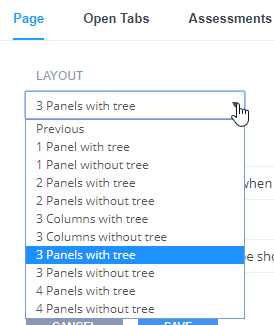 Page Open Tabs Assessments
LAYOUT
3 Panels with tree
Previous
1 Panel with tree
1 Panel without tree
2 Panels with tree
2 Panels without tree
when
3 Columns with tree
3 Columns without tree
3 Panels with tree
3 Panels without tree
4 Panels with tree
4 Panels without tree
CANCEL SAVE